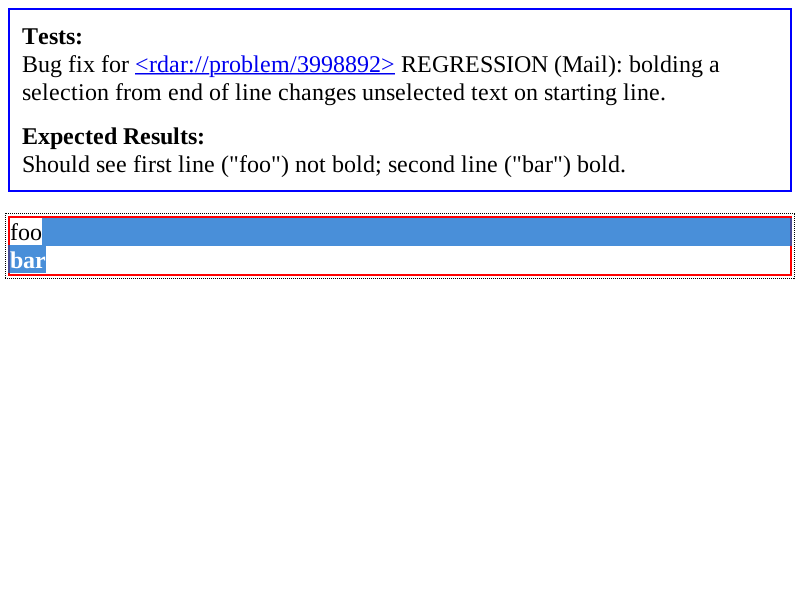 Tests:
Bug fix for <rdar://problem/3998892> REGRESSION (Mail): bolding a
selection from end of line changes unselected text on starting line.
Expected Results:
Should see first line ("foo") not bold; second line ("bar") bold.
foo
bar